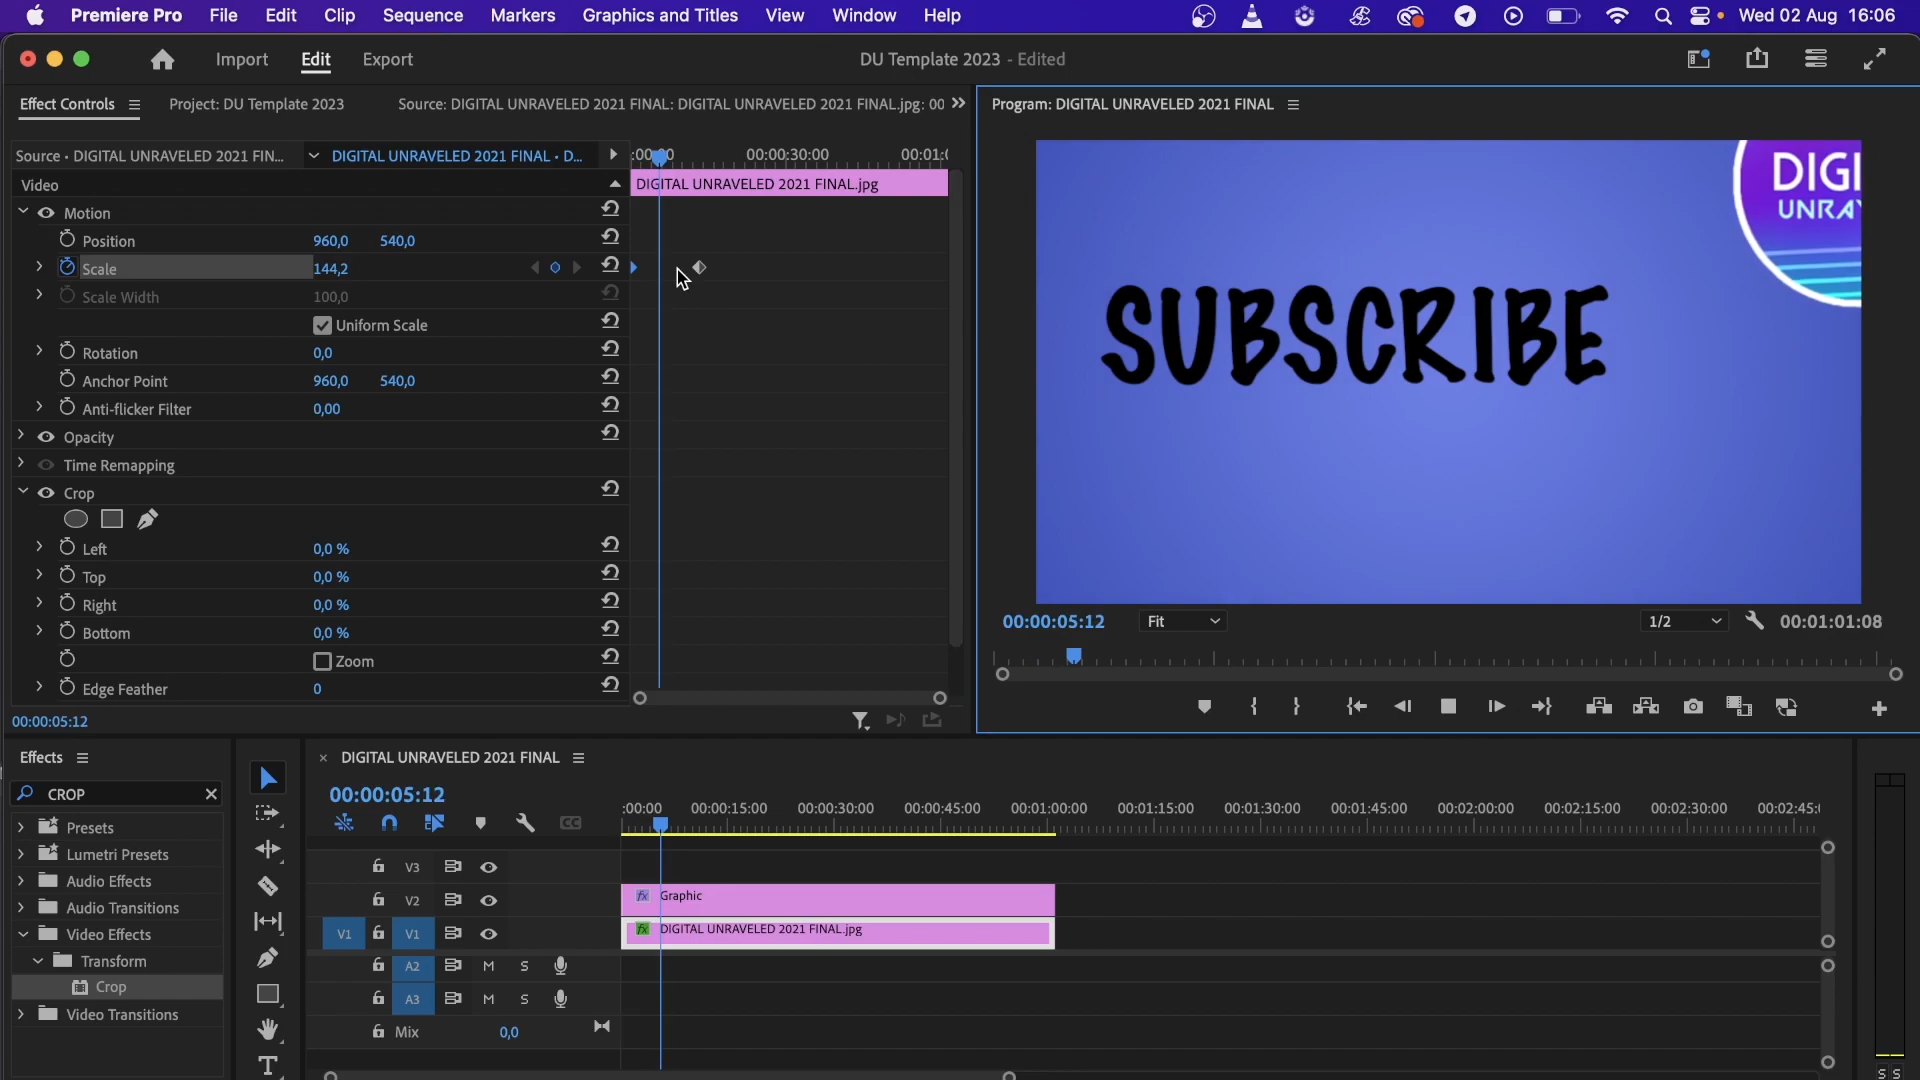 Premiere Pro File Edit Clip Sequence Markers Graphics and Titles View Window Help Wed 02 Aug 16:06
Import Edit Export DU Template 2023 - Edited
Effect Controls Project: DU Template 2023 Source: DIGITAL UNRAVELED 2021 FINAL: DIGITAL UNRAVELED 2021 FINAL.jpg: 00
Program: DIGITAL UNRAVELED 2021 FINAL
Source • DIGITAL UNRAVELED 2021 FIN... DIGITAL UNRAVELED 2021 FINAL • D... :00:00 00:00:30:00 00:01:(
Video DIGITAL UNRAVELED 2021 FINAL.jpg
Motion
Position 960,0 540,0
Scale 144,2
Scale Width 100,0
Uniform Scale
Rotation 0,0
Anchor Point 960,0 540,0
Anti-flicker Filter 0,00
Opacity
Time Remapping
Crop
Left 0,0 %
Top 0,0 %
Right 0,0 %
Bottom 0,0 %
Zoom
Edge Feather 0
00:00:05:12
DIGI
UNRAV
SUBSCRIBE
00:00:05:12 Fit 1/2 00:01:01:08
Effects
CROP
Presets
Lumetri Presets
Audio Effects
Audio Transitions
Video Effects
Transform
Crop
Video Transitions
T
× DIGITAL UNRAVELED 2021 FINAL
00:00:05:12
:00:00 00:00:15:00 00:00:30:00 00:00:45:00 00:01:00:00 00:01:15:00 00:01:30:00 00:01:45:00 00:02:00:00 00:02:15:00 00:02:30:00 00:02:45:
CC
V3
V2 fx Graphic
V1 V1 fx DIGITAL UNRAVELED 2021 FINAL.jpg
A2 M S
A3 M S
Mix 0,0
S S